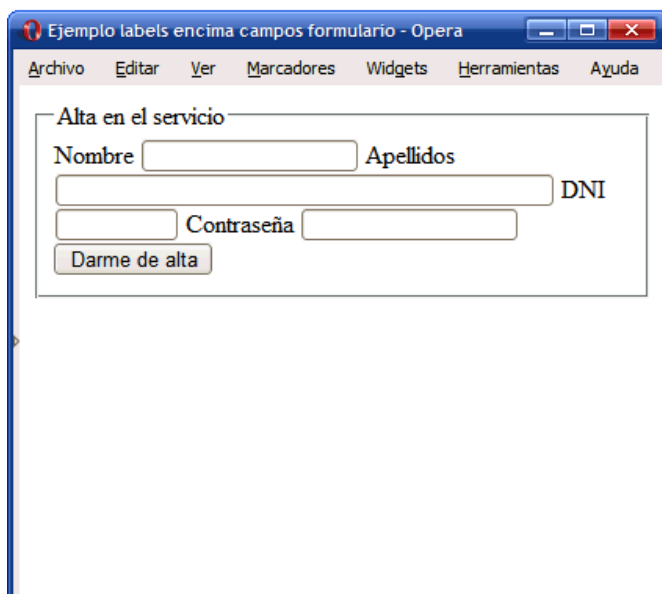 Ejemplo labels encima campos formulario - Opera
Archivo Editar Ver Marcadores Widgets Herramientas Ayuda
Alta en el servicio
Nombre Apellidos
DNI
Contraseña
Darme de alta